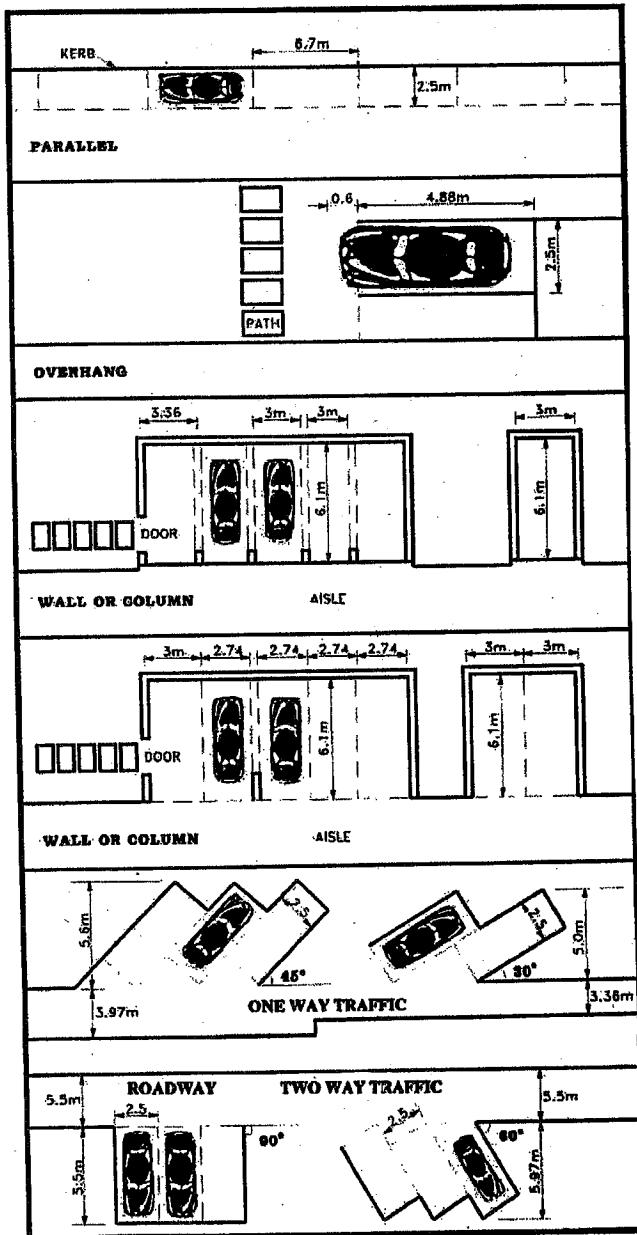 6.7m
KERB
2.5m
PARALLEL
0.6 4.88m
2.5m
PATH
OVERHANG
3.36 3m 3m 3m
6.1m 6.1m
DOOR
WALL OR COLUMN AISLE
3m 2.74 2.74 2.74 2.74 3m 3m
6.1m 6.1m
DOOR
WALL OR COLUMN AISLE
5.6m 2.5 2.5 5.0m
45° 30°
3.97m ONE WAY TRAFFIC 3.36m
ROADWAY TWO WAY TRAFFIC
5.5m 5.5m
2.5 2.5
90° 60°
5.5m 5.97m